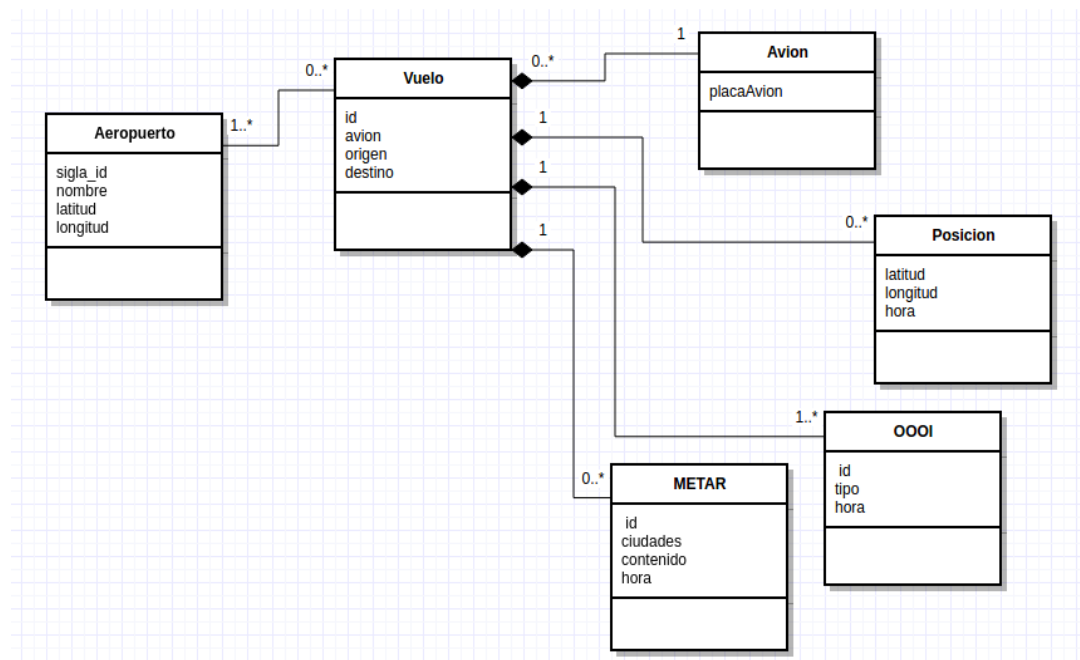 Aeropuerto
sigla_id
nombre
latitud
longitud
1..*
0..*
Vuelo
id
avion
origen
destino
0..*
1
Avion
placaAvion
1
0..*
Posicion
latitud
longitud
hora
1
1..*
OOOI
id
tipo
hora
1
0..*
METAR
id
ciudades
contenido
hora